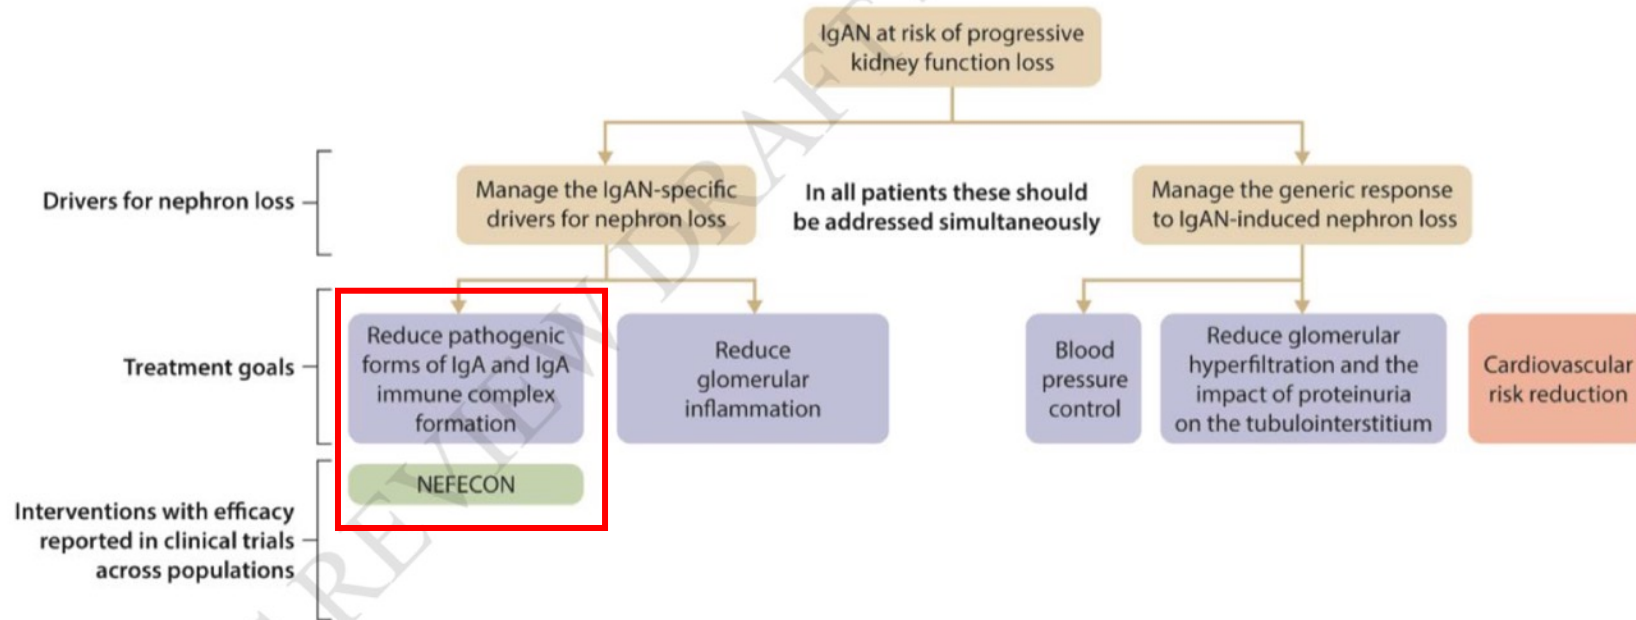 IgAN at risk of progressive
kidney function loss
Drivers for nephron loss
Manage the IgAN-specific
drivers for nephron loss
In all patients these should
be addressed simultaneously
Manage the generic response
to IgAN-induced nephron loss
Treatment goals
Reduce pathogenic
forms of IgA and IgA
immune complex
formation
Reduce
glomerular
inflammation
Blood
pressure
control
Reduce glomerular
hyperfiltration and the
impact of proteinuria
on the tubulointerstitium
Cardiovascular
risk reduction
Interventions with efficacy
reported in clinical trials
across populations
NEFECON
REVIEW DRAFT